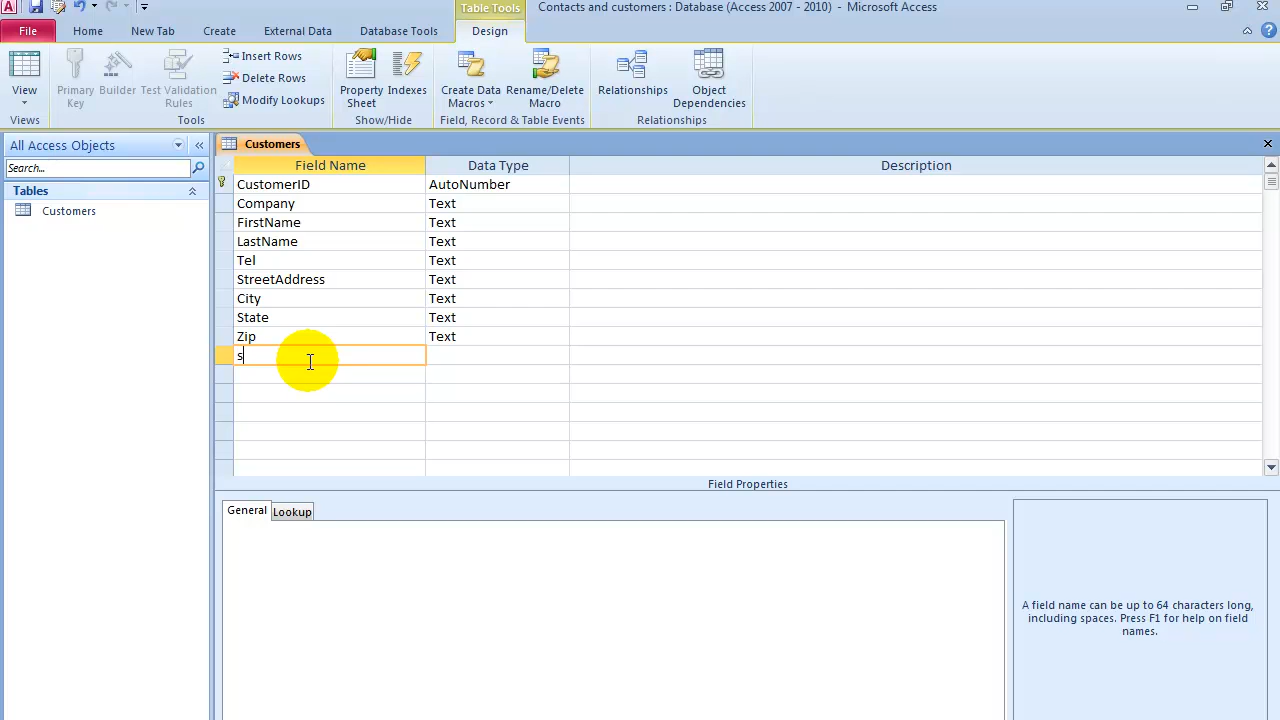 Table Tools
Contacts and customers : Database (Access 2007 - 2010) - Microsoft Access
File Home New Tab Create External Data Database Tools Design
View
Primary Key
Builder
Test Validation Rules
Insert Rows
Delete Rows
Modify Lookups
Property Sheet
Indexes
Create Data Macros
Rename/Delete Macro
Relationships
Object Dependencies
Views Tools Show/Hide Field, Record & Table Events Relationships
All Access Objects
Search...
Tables
Customers
Customers
Field Name Data Type Description
CustomerID AutoNumber
Company Text
FirstName Text
LastName Text
Tel Text
StreetAddress Text
City Text
State Text
Zip Text
s
Field Properties
General Lookup
A field name can be up to 64 characters long,
including spaces. Press F1 for help on field
names.